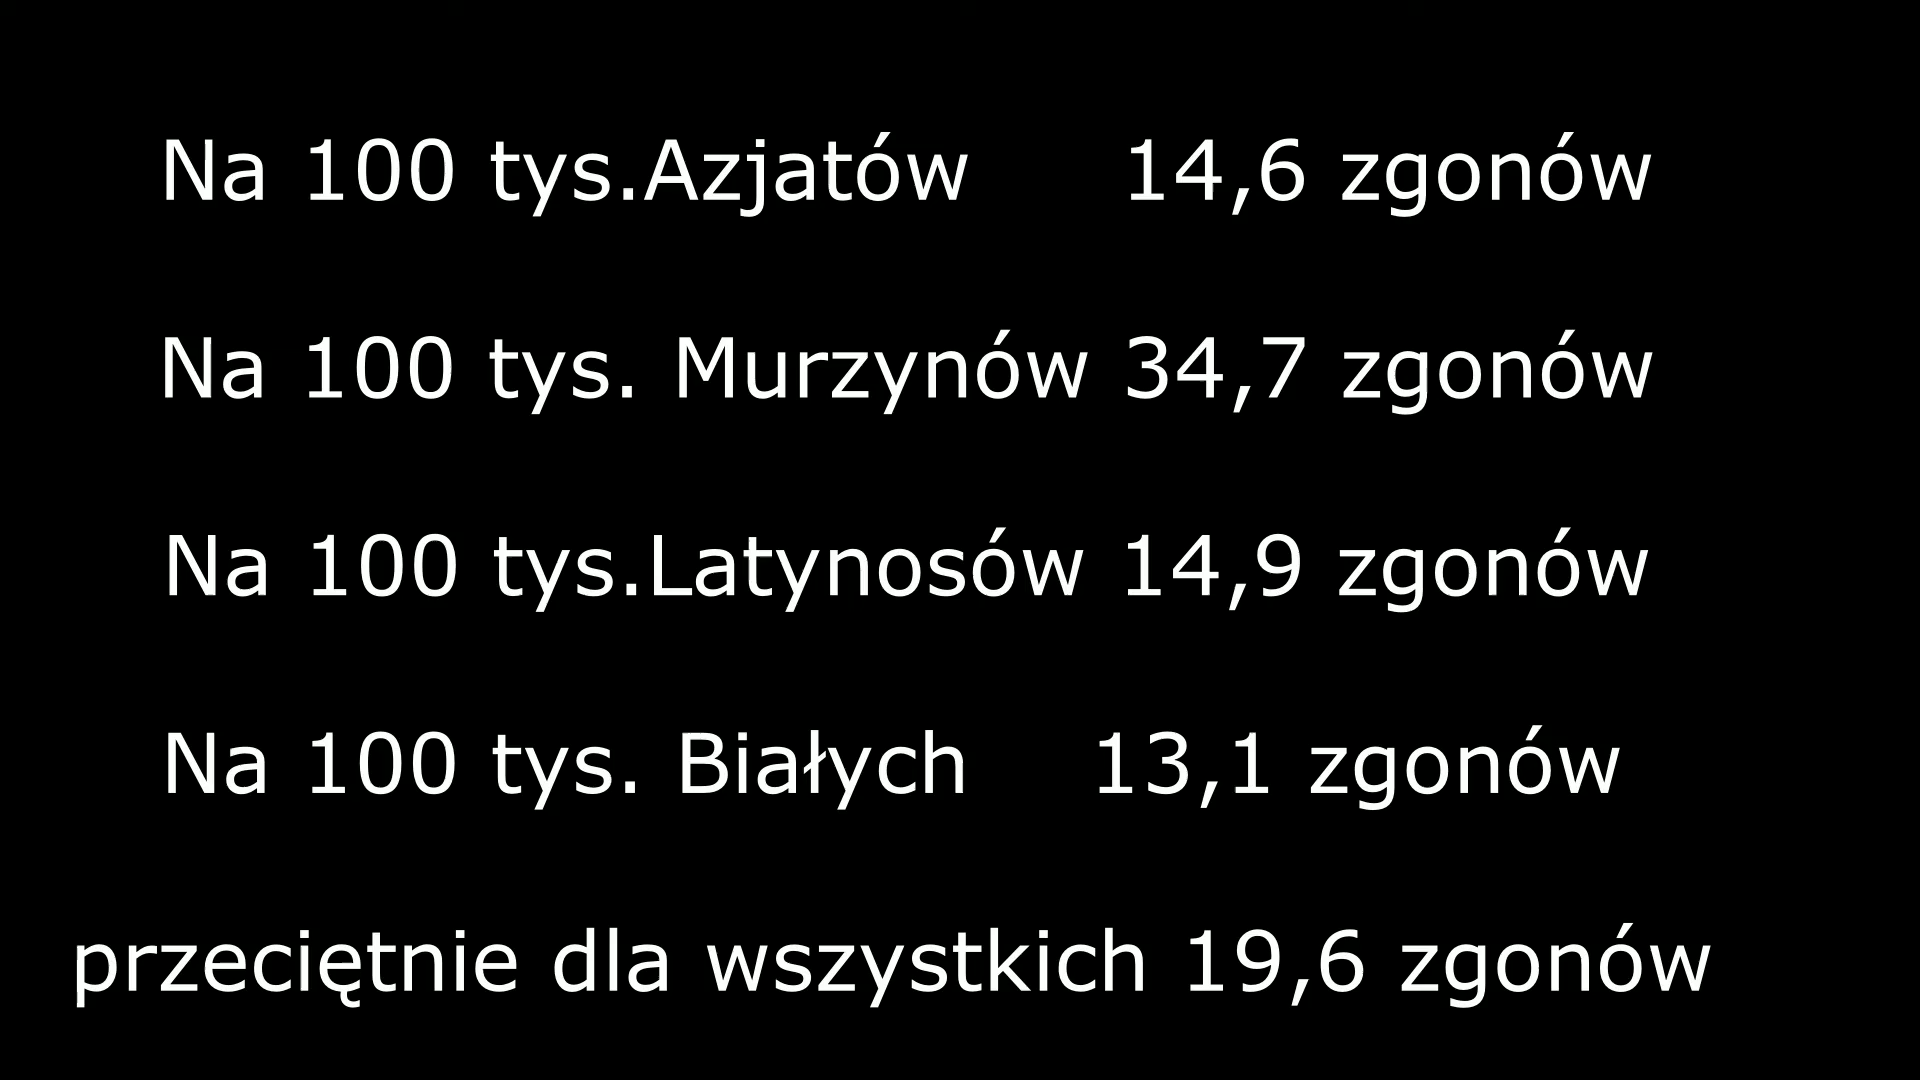 Na 100 tys.Azjatów 14,6 zgonów
Na 100 tys. Murzynów 34,7 zgonów
Na 100 tys.Latynosów 14,9 zgonów
Na 100 tys. Białych 13,1 zgonów
przeciętnie dla wszystkich 19,6 zgonów